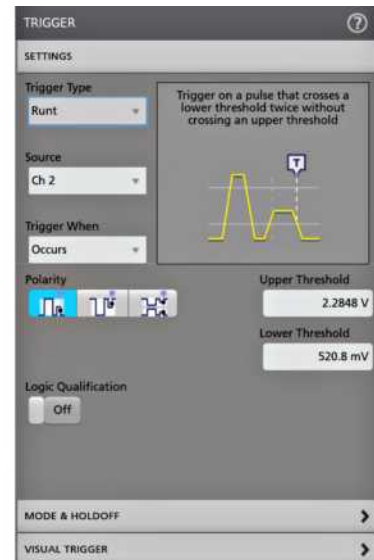 TRIGGER
?
SETTINGS
Trigger Type
Runt
Trigger on a pulse that crosses a
lower threshold twice without
crossing an upper threshold
T
Source
Ch 2
Trigger When
Occurs
Polarity
Upper Threshold
2.2848 V
Lower Threshold
520.8 mV
Logic Qualification
Off
MODE & HOLDOFF
VISUAL TRIGGER